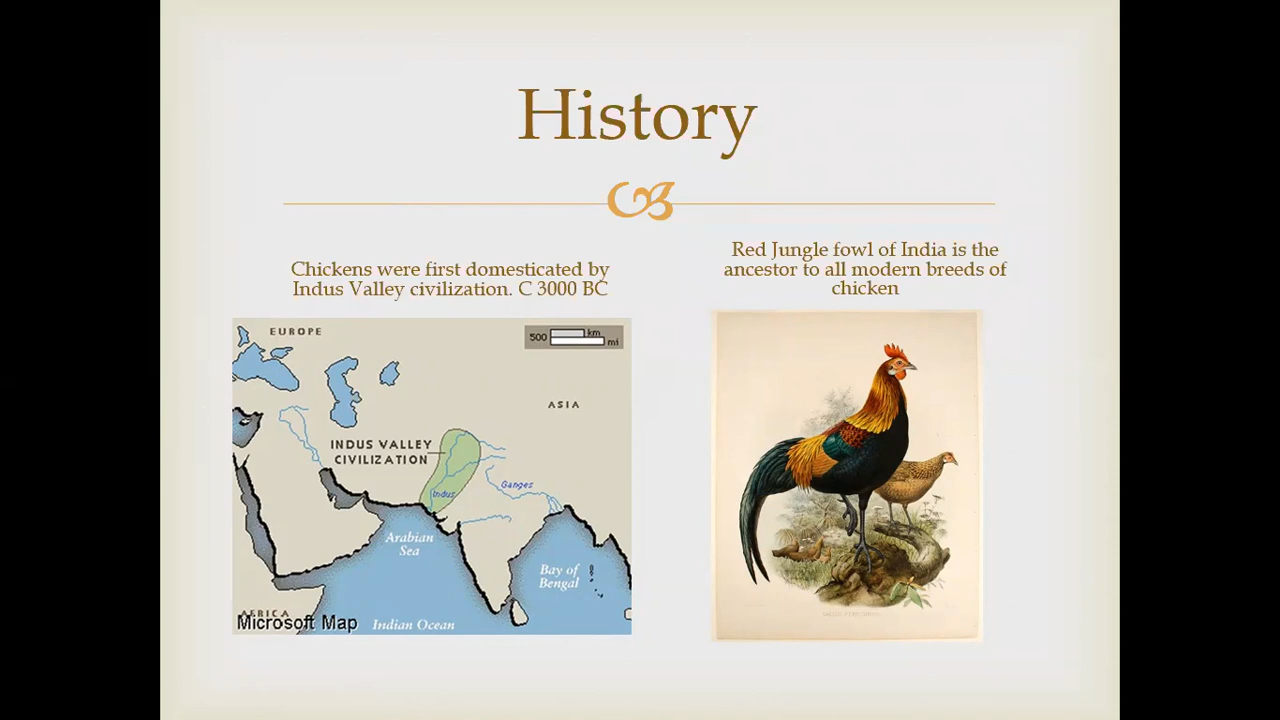 History
Chickens were first domesticated by
Indus Valley civilization. C 3000 BC
Red Jungle fowl of India is the
ancestor to all modern breeds of
chicken
EUROPE
500 km
mi
ASIA
INDUS VALLEY
CIVILIZATION
Indus
Ganges
Arabian
Sea
Bay of
Bengal
AFRICA
Microsoft Map
Indian Ocean